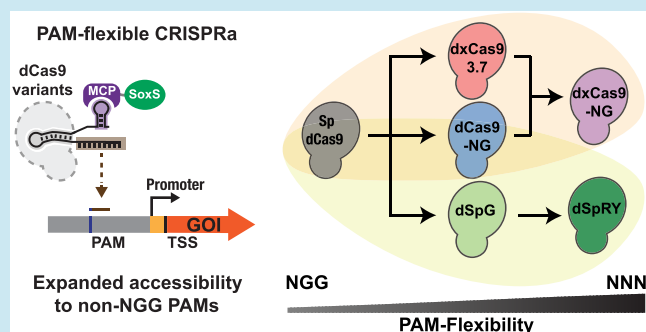 PAM-flexible CRISPRa
dCas9
variants
MCP
SoxS
Promoter
GOI
PAM
TSS
Expanded accessibility
to non-NGG PAMs
Sp
dCas9
dxCas9
3.7
dCas9
-NG
dxCas9
-NG
dSpG
dSpRY
NGG
NNN
PAM-Flexibility